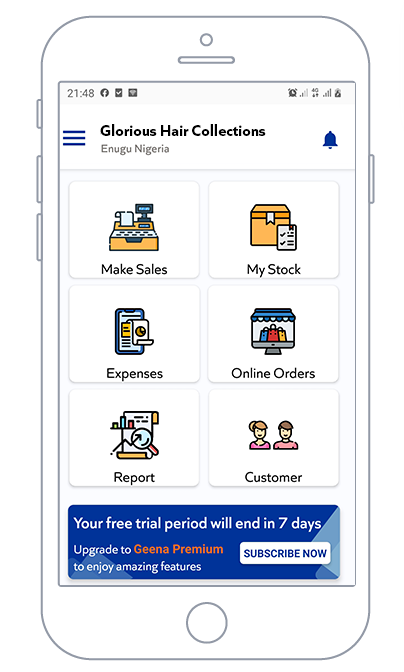 21:48
4G
Glorious Hair Collections
Enugu Nigeria
Make Sales
My Stock
Expenses
Online Orders
Report
Customer
Your free trial period will end in 7 days
Upgrade to Geena Premium
to enjoy amazing features
SUBSCRIBE NOW